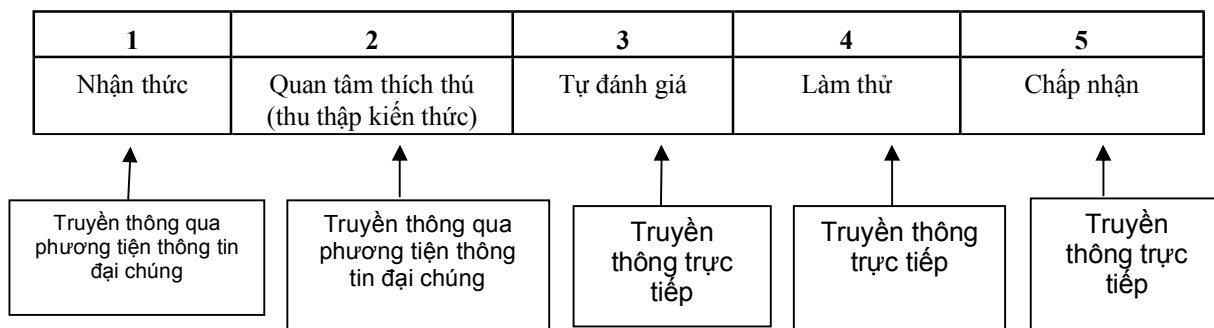 1
2
3
4
5
Nhận thức
Quan tâm thích thú
(thu thập kiến thức)
Tự đánh giá
Làm thử
Chấp nhận
Truyền thông qua
phương tiện thông tin
đại chúng
Truyền thông qua
phương tiện thông
tin đại chúng
Truyền
thông trực
tiếp
Truyền thông
trực tiếp
Truyền
thông trực
tiếp